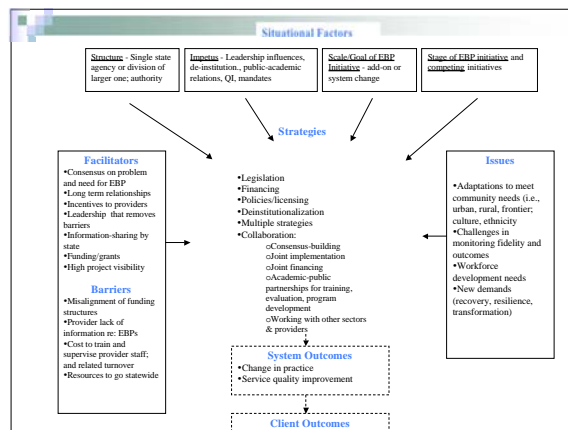 Situational Factors
Structure - Single state
agency or division of
larger one; authority
Impetus - Leadership influences,
de-institution., public-academic
relations, QI, mandates
Scale/Goal of EBP
Initiative - add-on or
system change
Stage of EBP initiative and
competing initiatives
Strategies
Facilitators
•Consensus on problem
and need for EBP
•Long term relationships
•Incentives to providers
•Leadership that removes
barriers
•Information-sharing by
state
•Funding/grants
•High project visibility
Barriers
•Misalignment of funding
structures
•Provider lack of
information re: EBPs
•Cost to train and
supervise provider staff;
and related turnover
•Resources to go statewide
•Legislation
•Financing
•Policies/licensing
•Deinstitutionalization
•Multiple strategies
•Collaboration:
oConsensus-building
oJoint implementation
oJoint financing
oAcademic-public
partnerships for training,
evaluation, program
development
oWorking with other sectors
& providers
Issues
•Adaptations to meet
community needs (i.e.,
urban, rural, frontier;
culture, ethnicity
•Challenges in
monitoring fidelity and
outcomes
•Workforce
development needs
•New demands
(recovery, resilience,
transformation)
System Outcomes
•Change in practice
•Service quality improvement
Client Outcomes